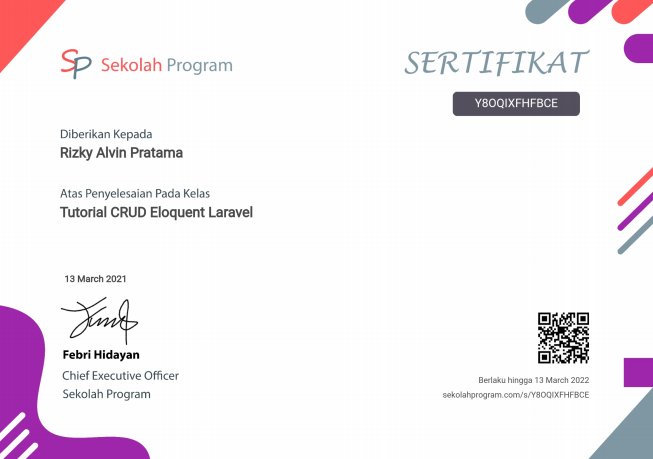 SP Sekolah Program
SERTIFIKAT
Y8OQIXFHFBCE
Diberikan Kepada
Rizky Alvin Pratama
Atas Penyelesaian Pada Kelas
Tutorial CRUD Eloquent Laravel
13 March 2021
Febri Hidayan
Chief Executive Officer
Sekolah Program
Berlaku hingga 13 March 2022
sekolahprogram.com/s/Y8OQIXFHFBCE